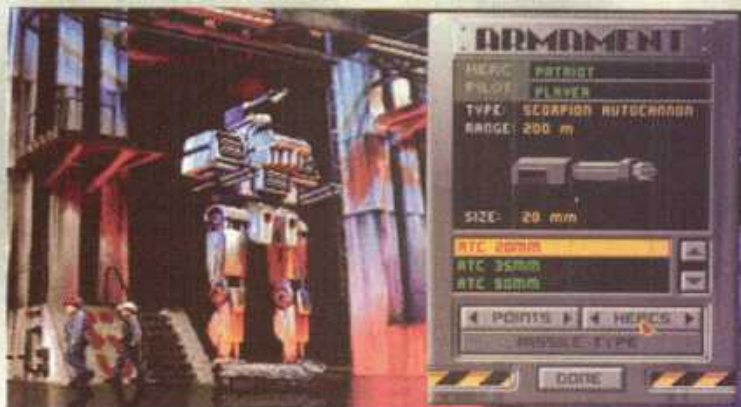 ARMAMENT
HERC PATRIOT
PILOT PLAYER
TYPE: SCORPION AUTOCANNON
RANGE: 200 m
SIZE: 20 mm
ATC 20MM
ATC 35MM
ATC 90MM
POINTS HERCS
MISSILE TYPE
DONE